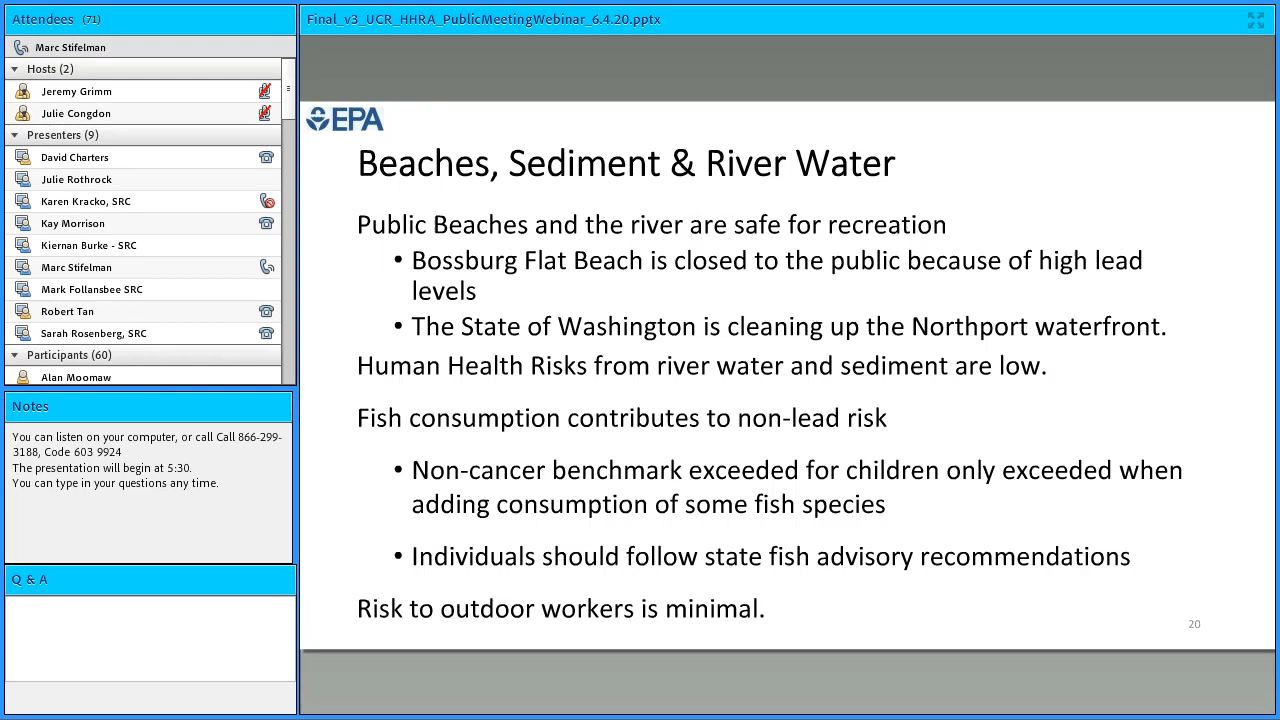 Attendees (71)
Marc Stifelman
Hosts (2)
Jeremy Grimm
Julie Congdon
Presenters (9)
David Charters
Julie Rothrock
Karen Kracko, SRC
Kay Morrison
Kiernan Burke - SRC
Marc Stifelman
Mark Follansbee SRC
Robert Tan
Sarah Rosenberg, SRC
Participants (60)
Alan Moomaw
Notes
You can listen on your computer, or call Call 866-299-
3188, Code 603 9924
The presentation will begin at 5:30.
You can type in your questions any time.
Q & A
Final_v3_UCR_HHRA_PublicMeetingWebinar_6.4.20.pptx
EPA
Beaches, Sediment & River Water
Public Beaches and the river are safe for recreation
• Bossburg Flat Beach is closed to the public because of high lead
levels
• The State of Washington is cleaning up the Northport waterfront.
Human Health Risks from river water and sediment are low.
Fish consumption contributes to non-lead risk
• Non-cancer benchmark exceeded for children only exceeded when
adding consumption of some fish species
• Individuals should follow state fish advisory recommendations
Risk to outdoor workers is minimal.
20